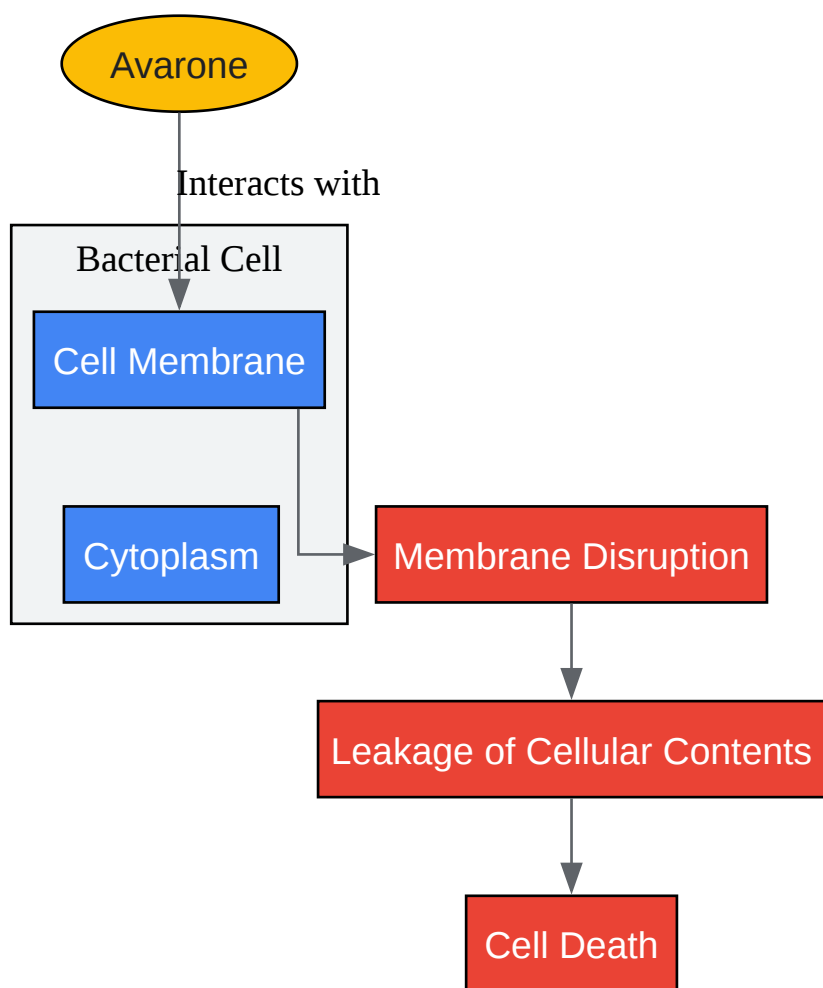 Avarone
Interacts with
Bacterial Cell
Cell Membrane
Cytoplasm
Membrane Disruption
Leakage of Cellular Contents
Cell Death